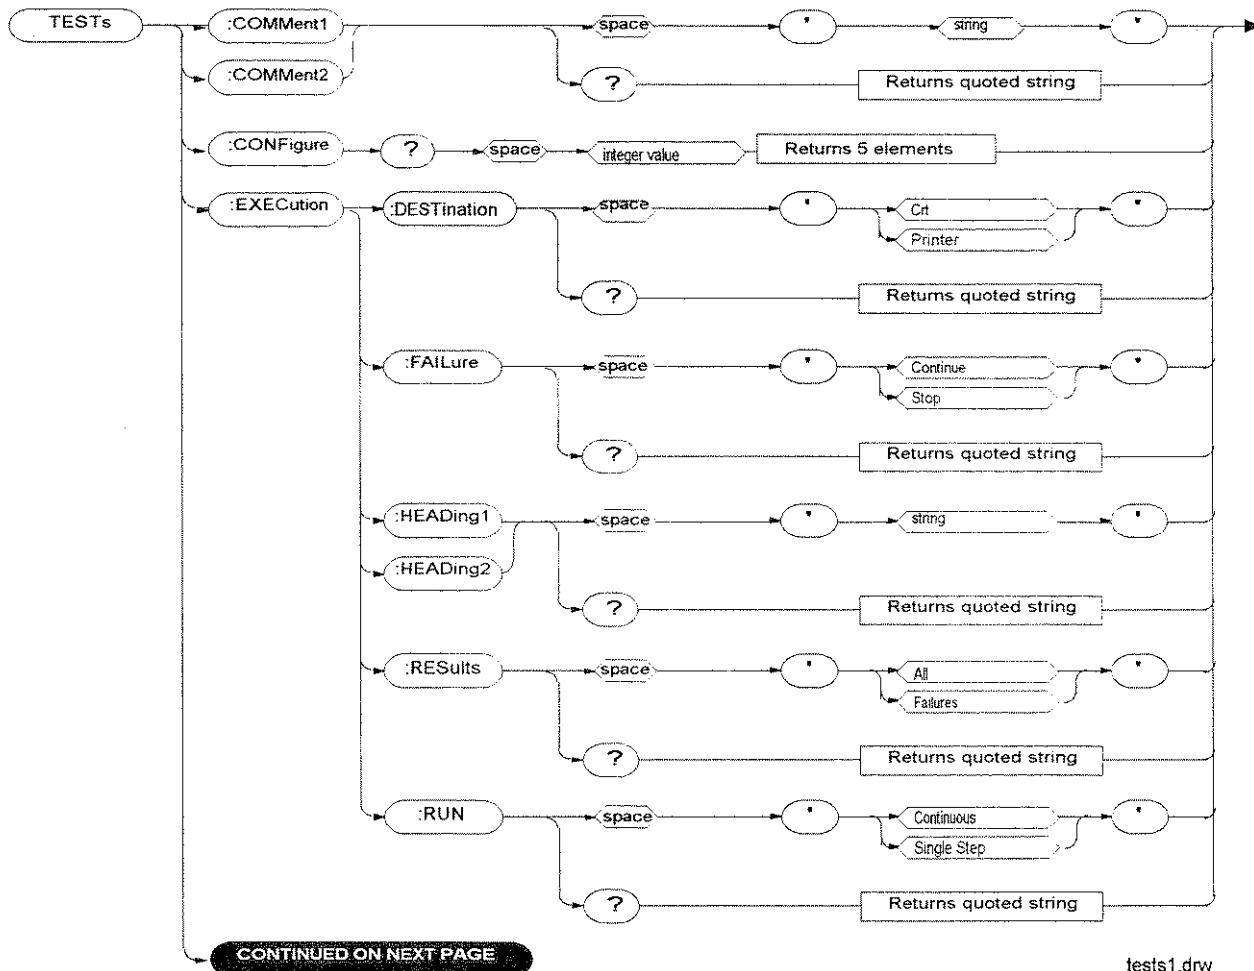 TESTs :COMMent1 space " string "
:COMMent2 ? Returns quoted string
:CONFigure ? space integer value Returns 5 elements
:EXECution :DESTination space " Crt "
Printer
? Returns quoted string
:FAILure space " Continue "
Stop
? Returns quoted string
:HEADing1 space " string "
:HEADing2
? Returns quoted string
:RESults space " All "
Failures
? Returns quoted string
:RUN space " Continuous "
Single Step
? Returns quoted string
CONTINUED ON NEXT PAGE
tests1.drw